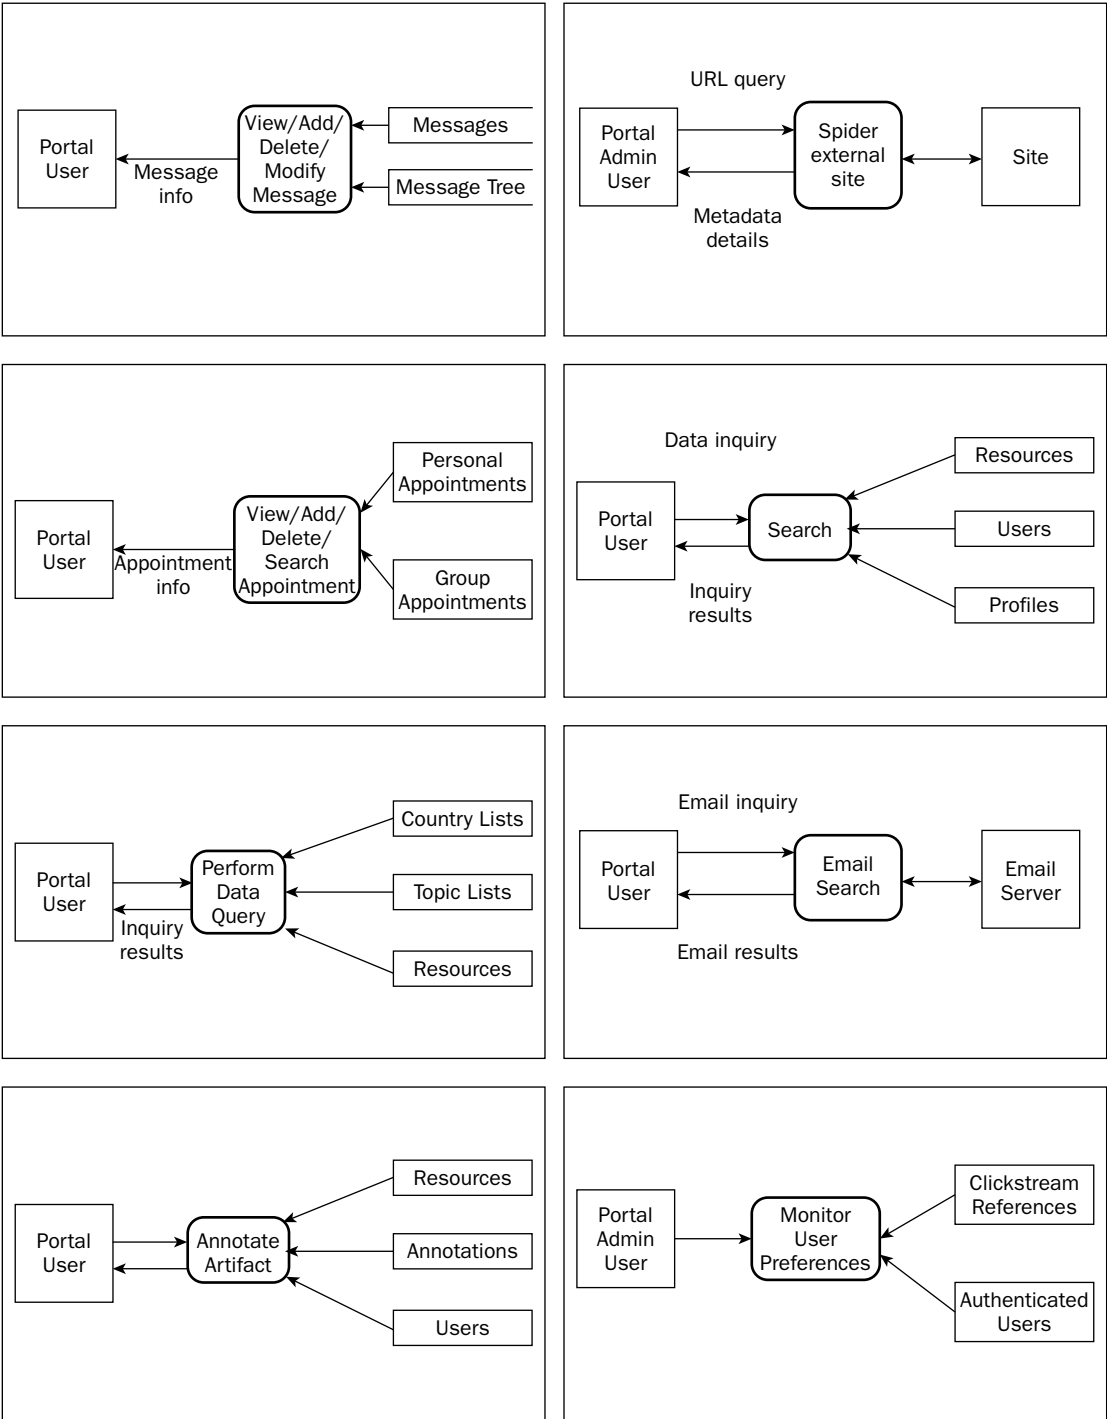 Portal
User
Message
info
View/Add/
Delete/
Modify
Message
Messages
Message Tree
URL query
Portal
Admin
User
Metadata
details
Spider
external
site
Site
Portal
User
Appointment
info
View/Add/
Delete/
Search
Appointment
Personal
Appointments
Group
Appointments
Data inquiry
Portal
User
Inquiry
results
Search
Resources
Users
Profiles
Portal
User
Inquiry
results
Perform
Data
Query
Country Lists
Topic Lists
Resources
Email inquiry
Portal
User
Email results
Email
Search
Email
Server
Portal
User
Annotate
Artifact
Resources
Annotations
Users
Portal
Admin
User
Monitor
User
Preferences
Clickstream
References
Authenticated
Users